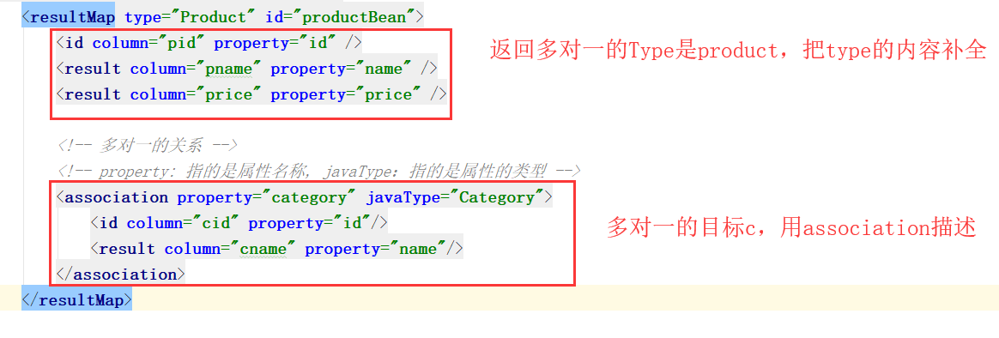 <resultMap type="Product" id="productBean">
<id column="pid" property="id" />
返回多对一的Type是product，把type的内容补全
<result column="pname" property="name" />
<result column="price" property="price" />
<!-- 多对一的关系 -->
<!-- property: 指的是属性名称, javaType：指的是属性的类型 -->
<association property="category" javaType="Category">
<id column="cid" property="id"/>
多对一的目标c，用association描述
<result column="cname" property="name"/>
</association>
</resultMap>